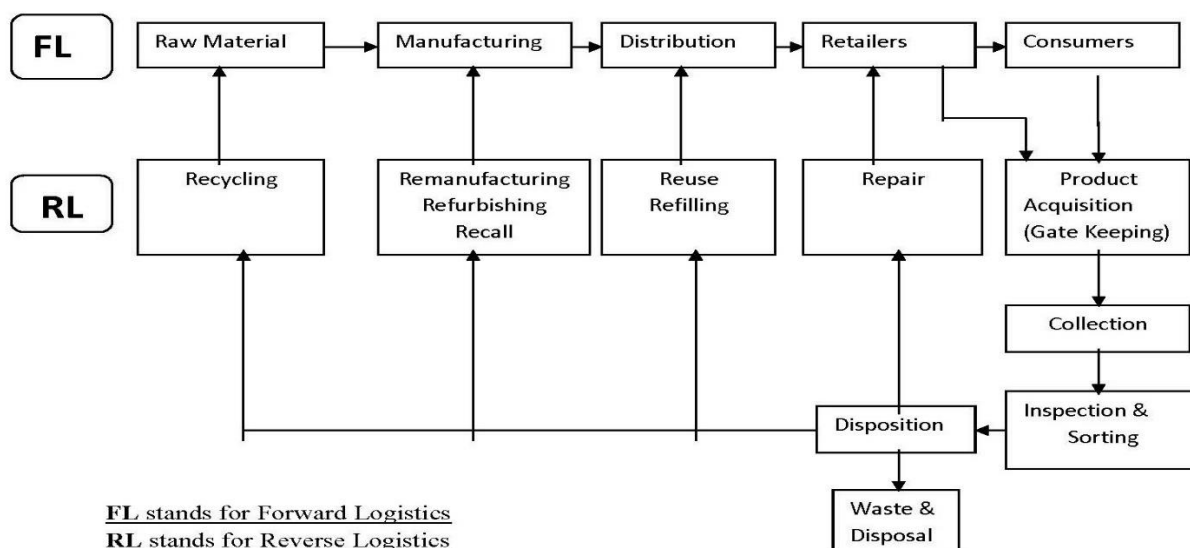 FL
Raw Material
Manufacturing
Distribution
Retailers
Consumers
RL
Recycling
Remanufacturing
Refurbishing
Recall
Reuse
Refilling
Repair
Product
Acquisition
(Gate Keeping)
Collection
Inspection &
Sorting
Disposition
Waste &
Disposal
FL stands for Forward Logistics
RL stands for Reverse Logistics